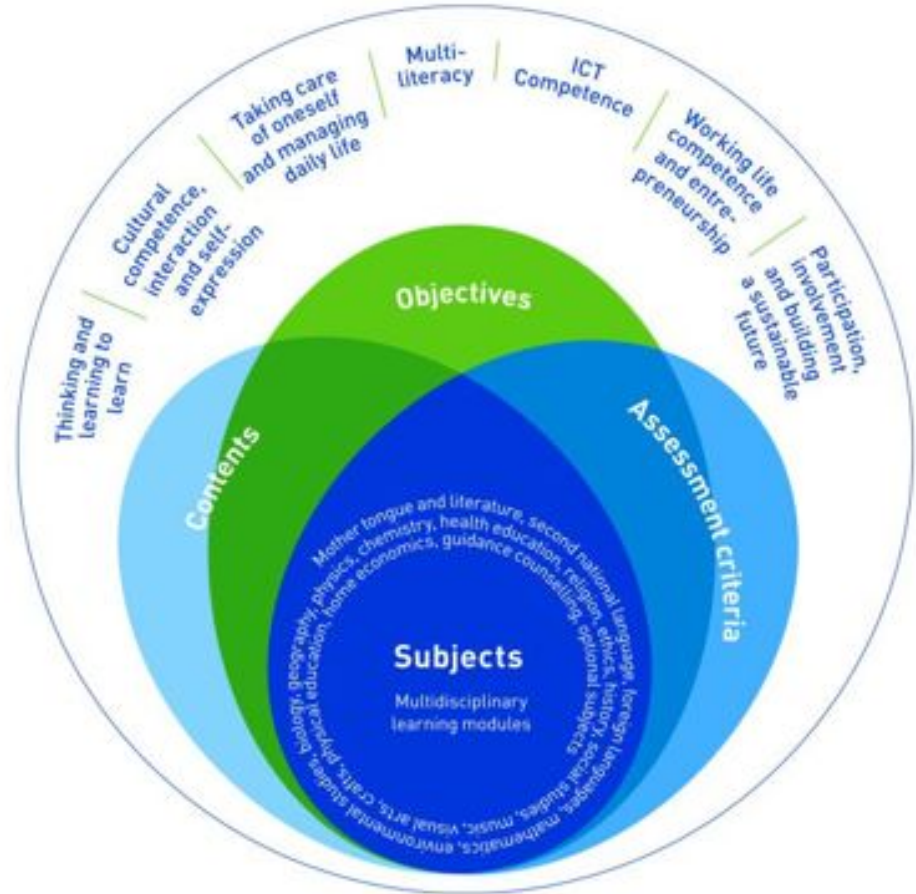 Thinking and
learning to
learn
Cultural
competence,
interaction
and self-
expression
Taking care
of oneself
and managing
daily life
Multi-
literacy
ICT
Competence
Working life
competence
and entre-
preneurship
Participation,
involvement
and building
a sustainable
future
Objectives
Contents
Assessment criteria
Mother tongue and literature, second national language, foreign languages, mathematics, environmental studies, biology, geography, physics, chemistry, health education, religion, ethics, history, social studies, music, visual arts, crafts, physical education, home economics, guidance counselling, optional subjects
Subjects
Multidisciplinary
learning modules